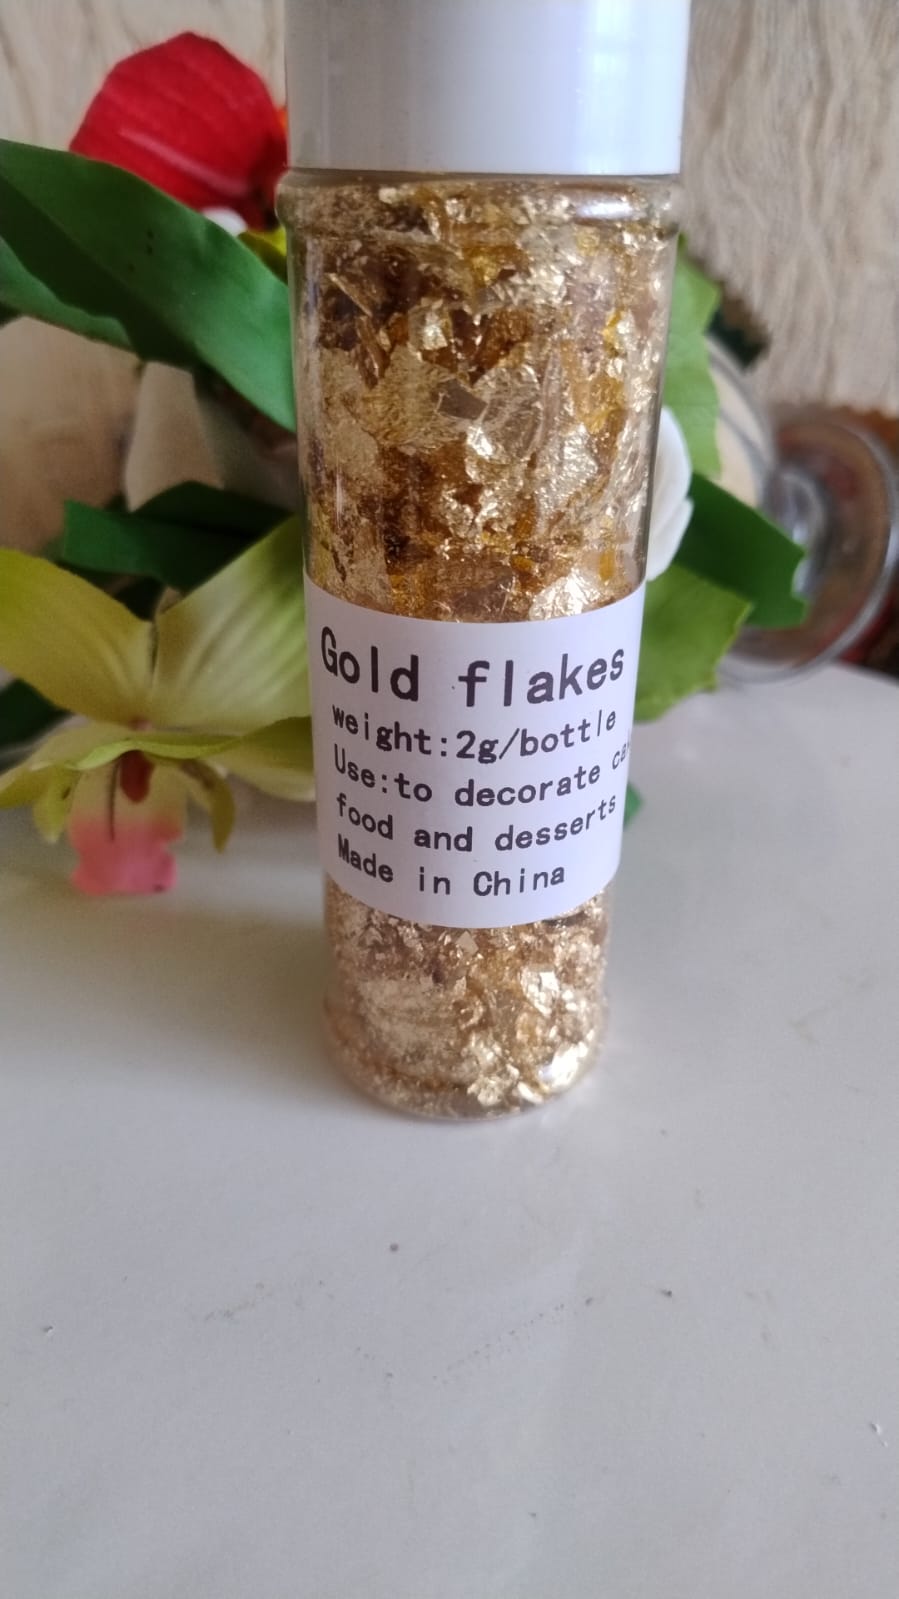 Gold flakes
weight:2g/bottle
Use:to decorate
food and desserts
Made in China